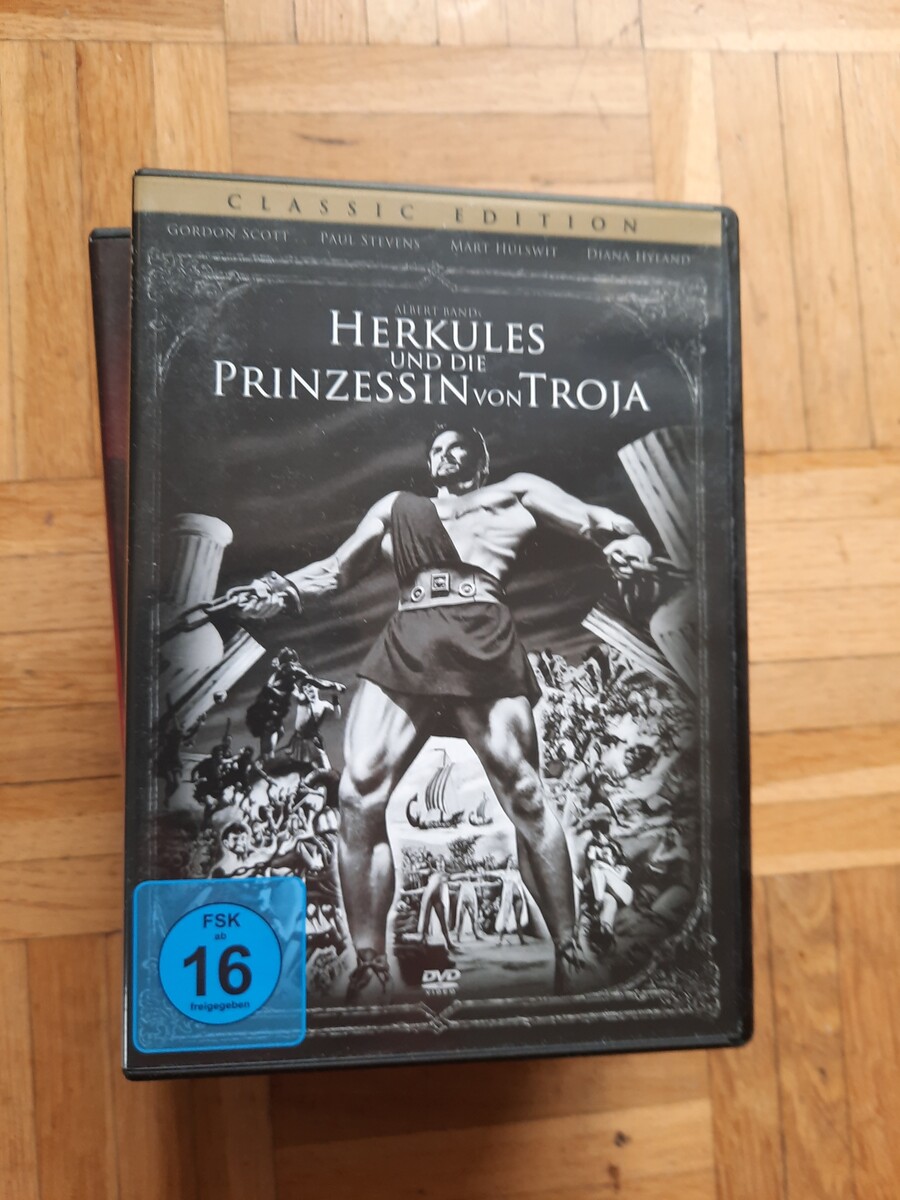 CLASSIC EDITION
GORDON SCOTT PAUL STEVENS MART HULSWIT DIANA HYLAND
ALBERT BANDs
HERKULES
UND DIE
PRINZESSIN VON TROJA
FSK
ab
16
freigegeben
DVD
VIDEO